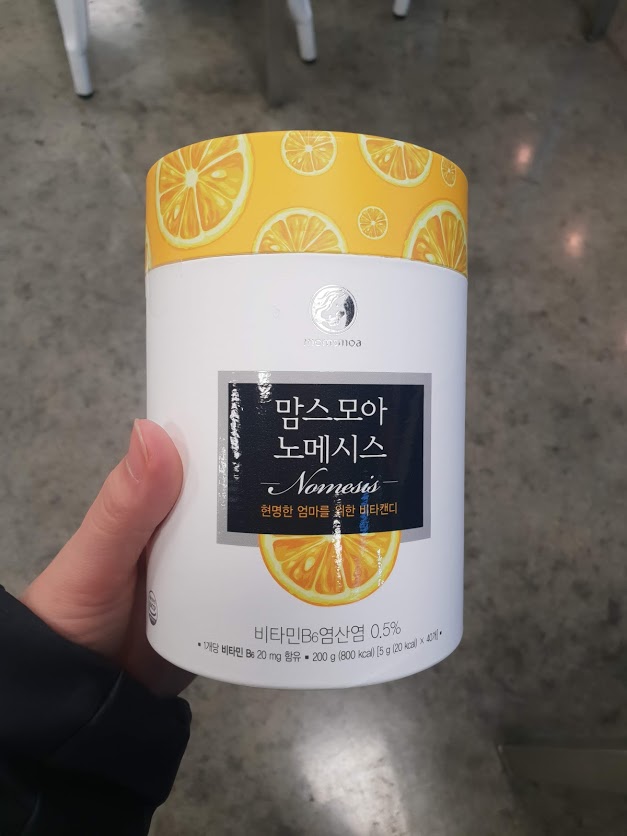 momsmoa
맘스모아
노메시스
Nomesis
현명한 엄마를 위한 비타캔디
비타민B6염산염 0.5%
• 1개당 비타민 B6 20 mg 함유 ▪ 200 g (800 kcal) [5 g (20 kcal) × 40개] •